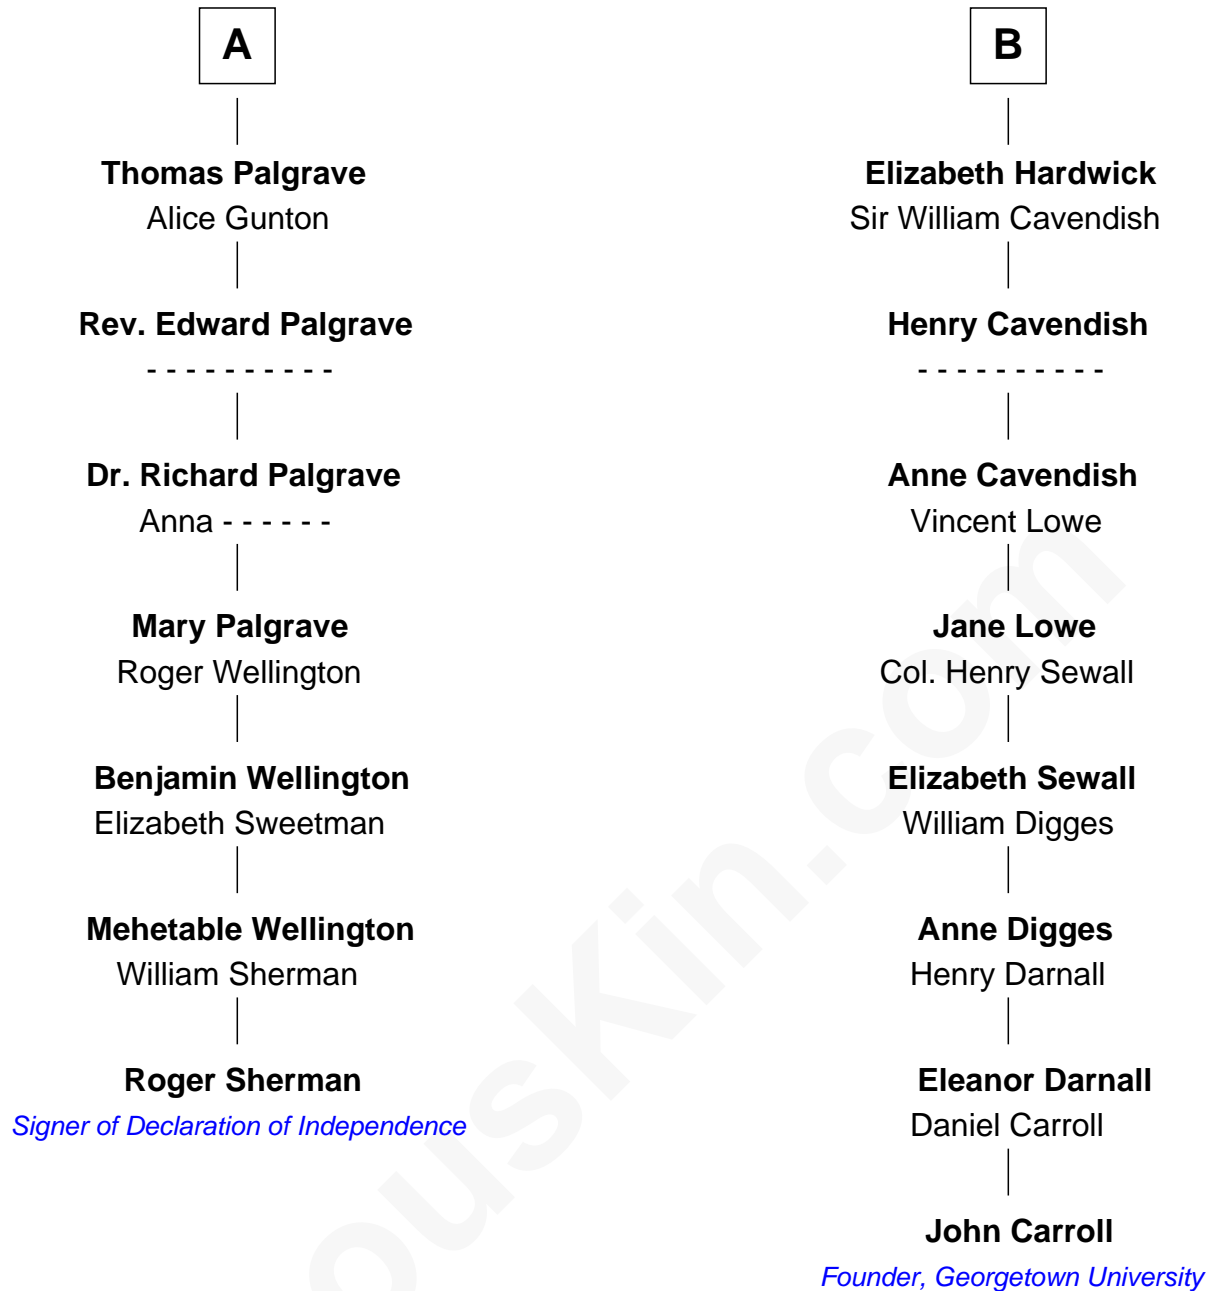 A
Thomas Palgrave
Alice Gunton
Rev. Edward Palgrave
- - - - - - - - - -
Dr. Richard Palgrave
Anna - - - - - -
Mary Palgrave
Roger Wellington
Benjamin Wellington
Elizabeth Sweetman
Mehetable Wellington
William Sherman
Roger Sherman
Signer of Declaration of Independence
B
Elizabeth Hardwick
Sir William Cavendish
Henry Cavendish
- - - - - - - - - -
Anne Cavendish
Vincent Lowe
Jane Lowe
Col. Henry Sewall
Elizabeth Sewall
William Digges
Anne Digges
Henry Darnall
Eleanor Darnall
Daniel Carroll
John Carroll
Founder, Georgetown University
ousKin.com